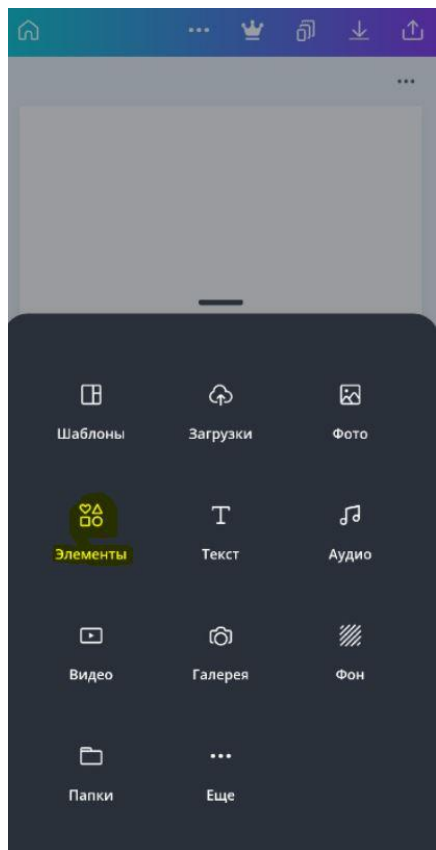 Шаблоны Загрузки Фото
Элементы Текст Аудио
Видео Галерея Фон
Папки Еще